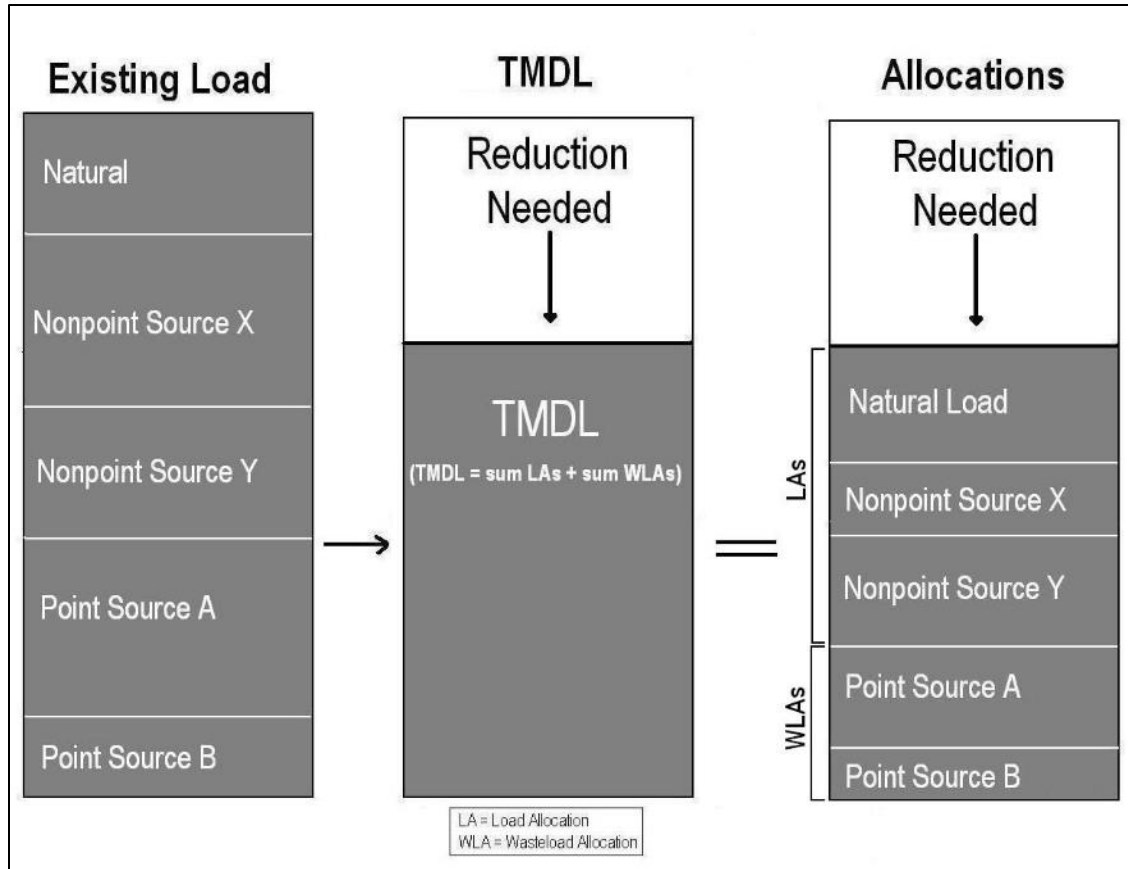 Existing Load
Natural
Nonpoint Source X
Nonpoint Source Y
Point Source A
Point Source B
TMDL
Reduction
Needed
TMDL
(TMDL = sum LAs + sum WLAs)
LA = Load Allocation
WLA = Wasteload Allocation
Allocations
Reduction
Needed
LAs
Natural Load
Nonpoint Source X
Nonpoint Source Y
WLAs
Point Source A
Point Source B